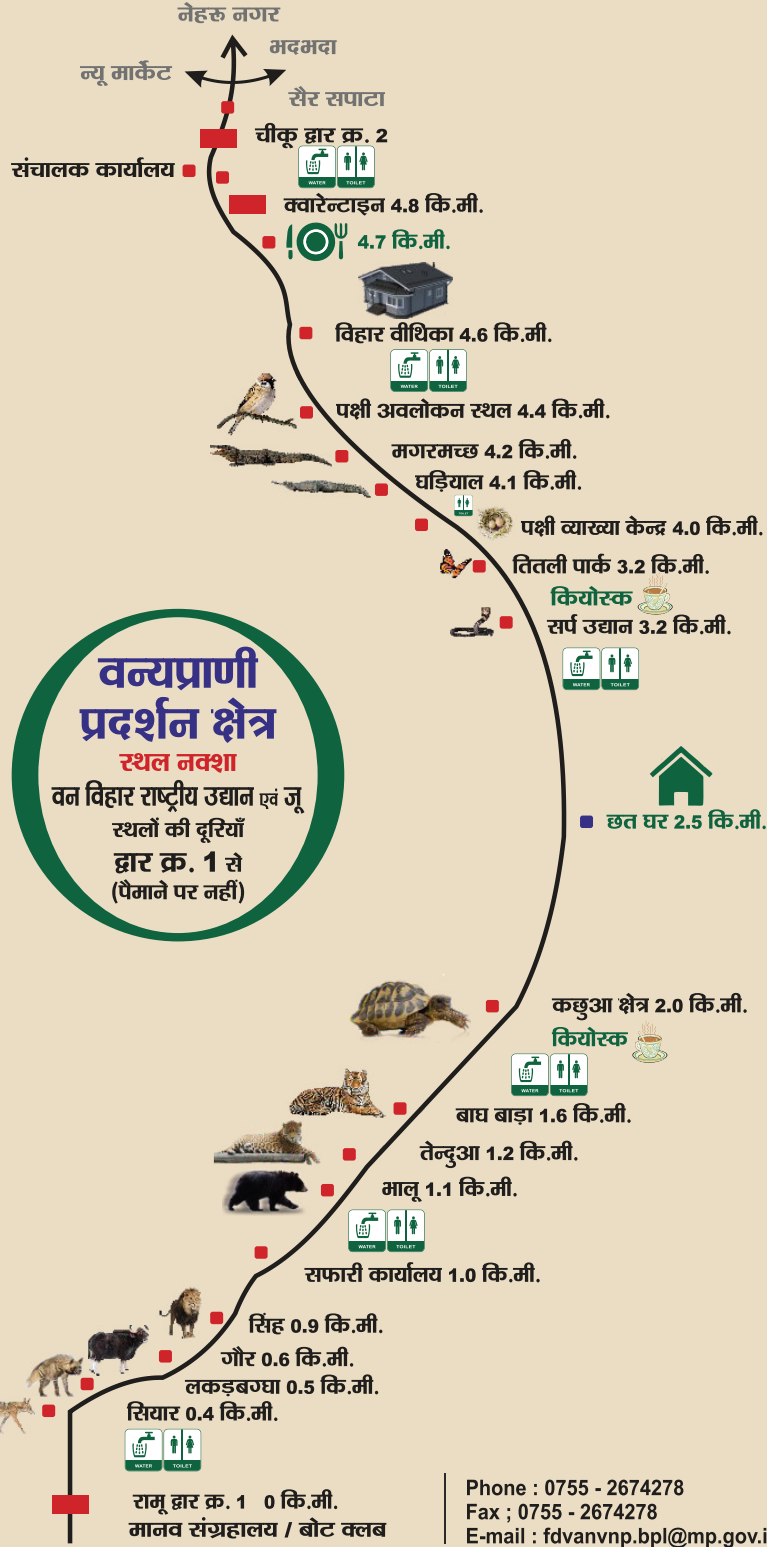 नेहरू नगर
भदभदा
न्यू मार्केट
सैर सपाटा
चीकू द्वार क्र. 2
WATER TOILET
संचालक कार्यालय
क्वारेन्टाइन 4.8 कि.मी.
4.7 कि.मी.
विहार वीथिका 4.6 कि.मी.
WATER TOILET
पक्षी अवलोकन स्थल 4.4 कि.मी.
मगरमच्छ 4.2 कि.मी.
घड़ियाल 4.1 कि.मी.
TOILET
पक्षी व्याख्या केन्द्र 4.0 कि.मी.
तितली पार्क 3.2 कि.मी.
कियोस्क
सर्प उद्यान 3.2 कि.मी.
WATER TOILET
वन्यप्राणी
प्रदर्शन क्षेत्र
स्थल नक्शा
वन विहार राष्ट्रीय उद्यान एवं जू
स्थलों की दूरियाँ
द्वार क्र. 1 से
(पैमाने पर नहीं)
छत घर 2.5 कि.मी.
कछुआ क्षेत्र 2.0 कि.मी.
कियोस्क
WATER TOILET
बाघ बाड़ा 1.6 कि.मी.
तेन्दुआ 1.2 कि.मी.
भालू 1.1 कि.मी.
WATER TOILET
सफारी कार्यालय 1.0 कि.मी.
सिंह 0.9 कि.मी.
गौर 0.6 कि.मी.
लकड़बग्घा 0.5 कि.मी.
सियार 0.4 कि.मी.
WATER TOILET
रामू द्वार क्र. 1 0 कि.मी.
मानव संग्रहालय / बोट क्लब
Phone : 0755 - 2674278
Fax ; 0755 - 2674278
E-mail : fdvanvnp.bpl@mp.gov.i